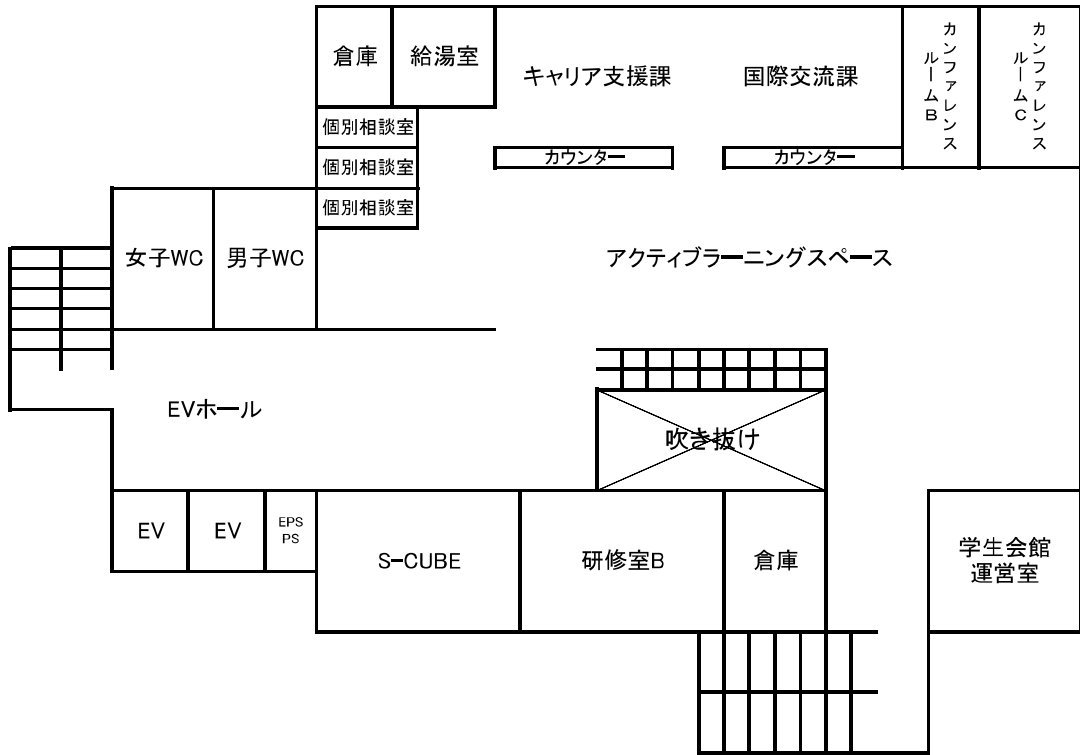 倉庫
給湯室
キャリア支援課
国際交流課
カンファレンス
ルームB
カンファレンス
ルームC
個別相談室
個別相談室
個別相談室
カウンター
カウンター
女子WC
男子WC
アクティブラーニングスペース
EVホール
吹き抜け
EV
EV
EPS
PS
S-CUBE
研修室B
倉庫
学生会館
運営室